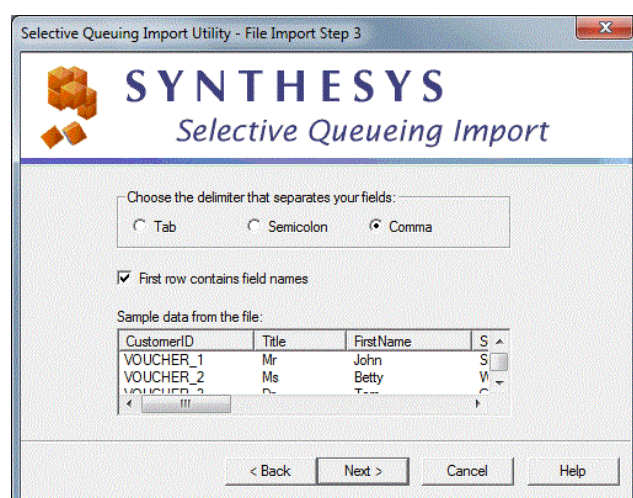 Selective Queuing Import Utility - File Import Step 3
SYNTHESYS
Selective Queueing Import
Choose the delimiter that separates your fields:
Tab Semicolon Comma
First row contains field names
Sample data from the file:
CustomerID Title FirstName S
VOUCHER_1 Mr John S
VOUCHER_2 Ms Betty W
< Back Next > Cancel Help